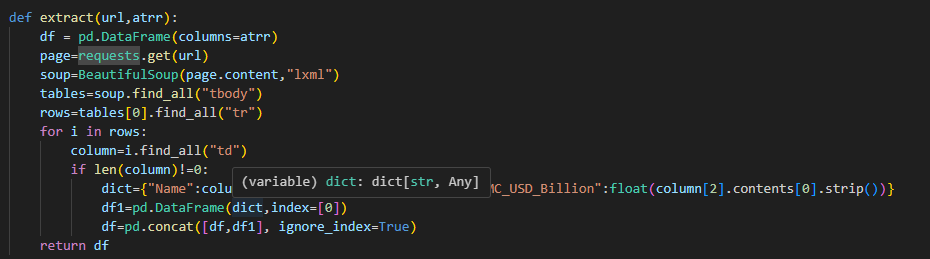 def extract(url,atrr):
    df = pd.DataFrame(columns=atrr)
    page=requests.get(url)
    soup=BeautifulSoup(page.content,"lxml")
    tables=soup.find_all("tbody")
    rows=tables[0].find_all("tr")
    for i in rows:
        column=i.find_all("td")
        if len(column)!=0:
(variable) dict: dict[str, Any]
            dict={"Name":colu MC_USD_Billion":float(column[2].contents[0].strip())}
            df1=pd.DataFrame(dict,index=[0])
            df=pd.concat([df,df1], ignore_index=True)
    return df